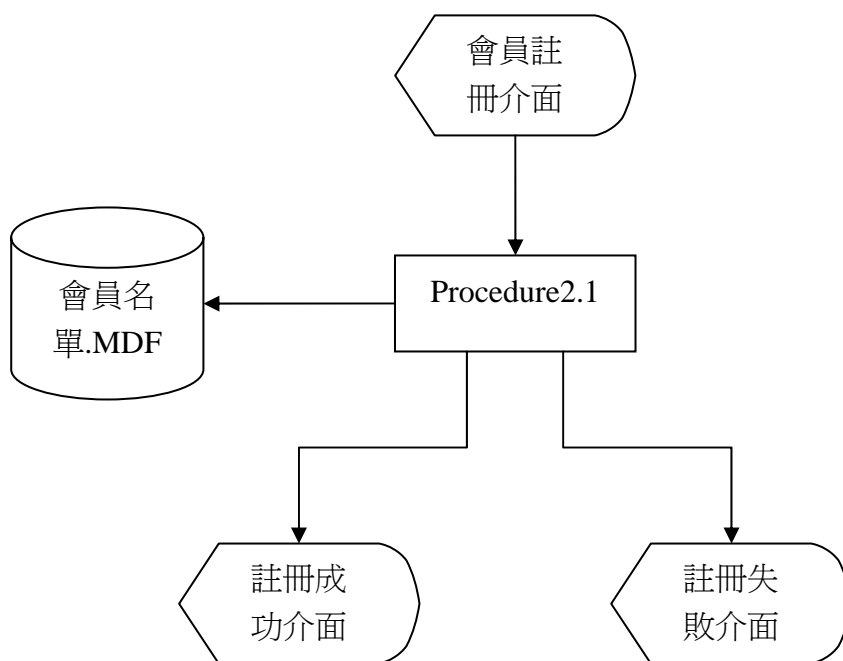 會員註
冊介面
Procedure2.1
會員名
單.MDF
註冊成
功介面
註冊失
敗介面